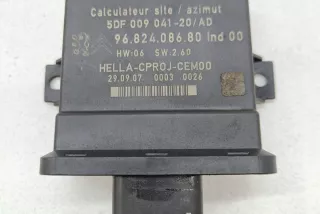 Calculateur site / azimut
5DF 009 041-20/AD
96.824.086.80 Ind 00
HW:06 SW:2.60
HELLA-CPROJ-CEM00
29.09.07 0003 0026